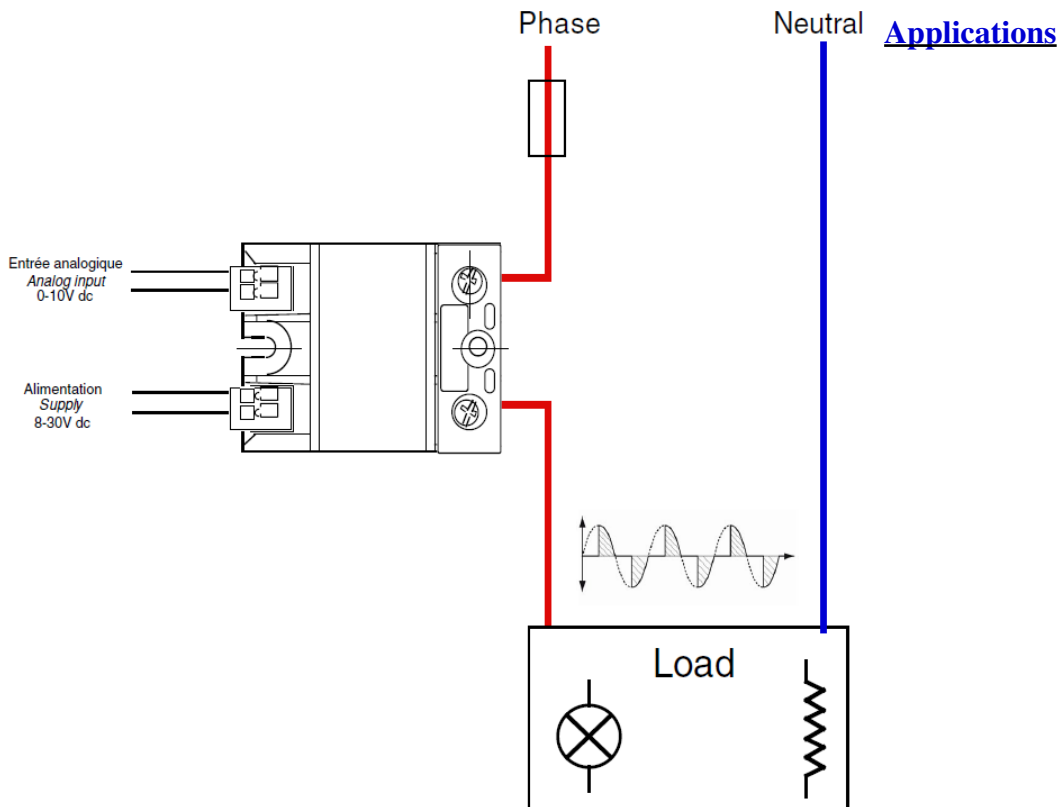 Phase
Neutral
Applications
Entrée analogique
Analog input
0-10V dc
Alimentation
Supply
8-30V dc
Load